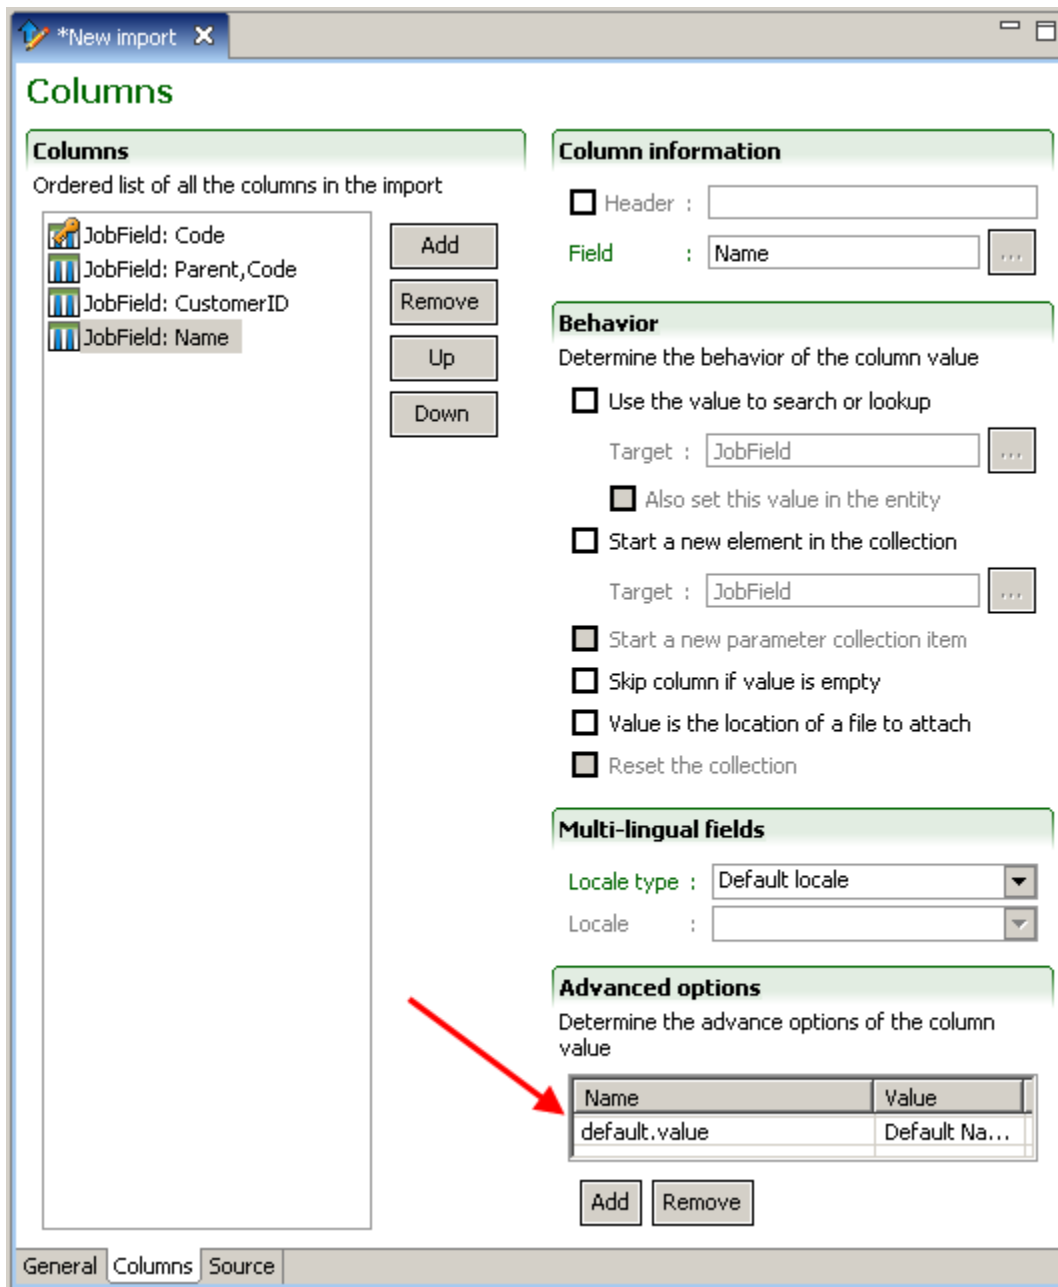 *New import
Columns
Columns
Ordered list of all the columns in the import
JobField: Code
JobField: Parent,Code
JobField: CustomerID
JobField: Name
Add
Remove
Up
Down
Column information
Header :
Field : Name ...
Behavior
Determine the behavior of the column value
Use the value to search or lookup
Target : JobField ...
Also set this value in the entity
Start a new element in the collection
Target : JobField ...
Start a new parameter collection item
Skip column if value is empty
Value is the location of a file to attach
Reset the collection
Multi-lingual fields
Locale type : Default locale
Locale :
Advanced options
Determine the advance options of the column
value
Name Value
default.value Default Na...
Add Remove
General Columns Source